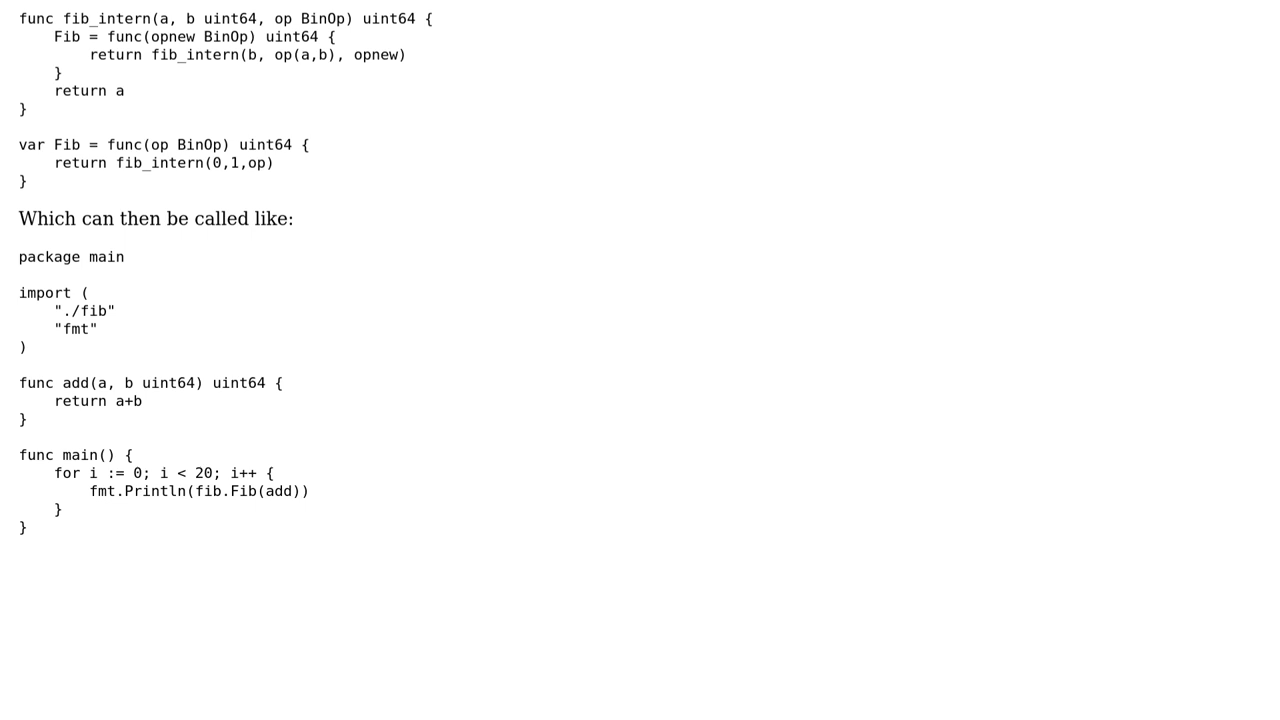 func fib_intern(a, b uint64, op BinOp) uint64 {
    Fib = func(opnew BinOp) uint64 {
        return fib_intern(b, op(a,b), opnew)
    }
    return a
}

var Fib = func(op BinOp) uint64 {
    return fib_intern(0,1,op)
}

Which can then be called like:

package main

import (
    "./fib"
    "fmt"
)

func add(a, b uint64) uint64 {
    return a+b
}

func main() {
    for i := 0; i < 20; i++ {
        fmt.Println(fib.Fib(add))
    }
}